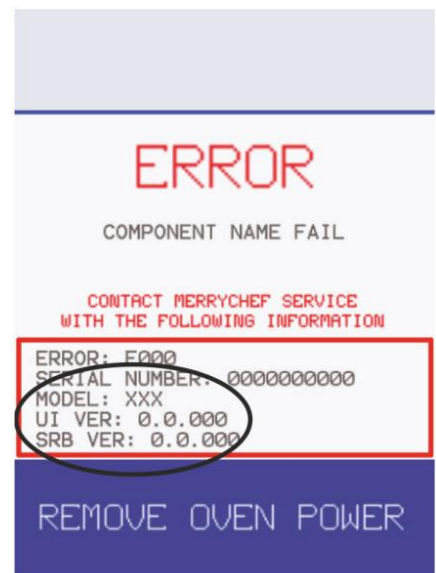 ERROR
COMPONENT NAME FAIL
CONTACT MERRYCHEF SERVICE
WITH THE FOLLOWING INFORMATION
ERROR: E000
SERIAL NUMBER: 0000000000
MODEL: XXX
UI VER: 0.0.000
SRB VER: 0.0.000
REMOVE OVEN POWER